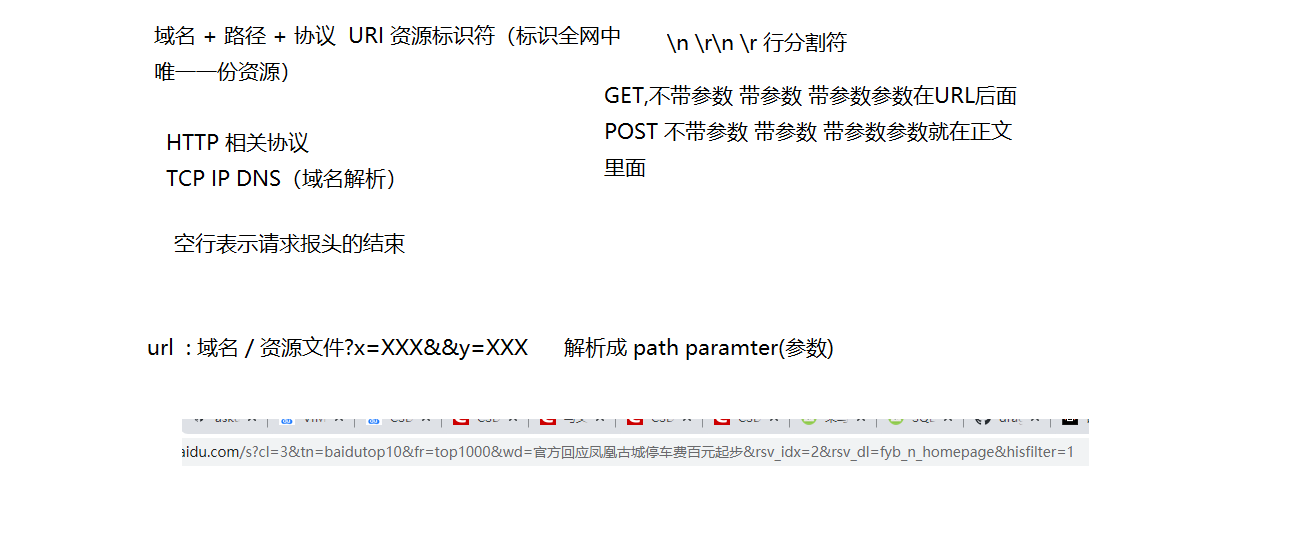 域名 + 路径 + 协议 URI 资源标识符（标识全网中
唯一一份资源）
\n \r\n \r 行分割符
GET,不带参数 带参数 带参数参数在URL后面
POST 不带参数 带参数 带参数参数就在正文
里面
HTTP 相关协议
TCP IP DNS（域名解析）
空行表示请求报头的结束
url : 域名 / 资源文件?x=XXX&&y=XXX 解析成 path paramter(参数)
aidu.com/s?cl=3&tn=baidutop10&fr=top1000&wd=官方回应凤凰古城停车费百元起步&rsv_idx=2&rsv_dl=fyb_n_homepage&hisfilter=1